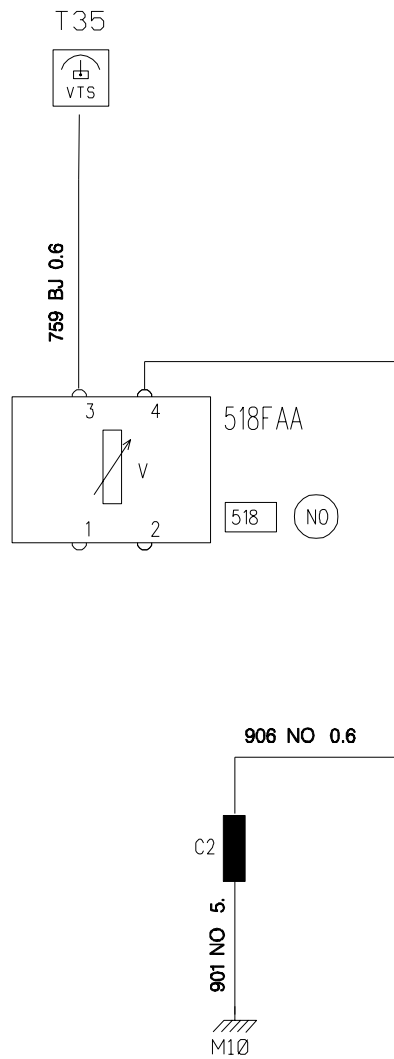 T35
VTS
759 BJ 0.6
3 4
518FAA
V
1 2
518 NO
906 NO 0.6
C2
901 NO 5.
M10